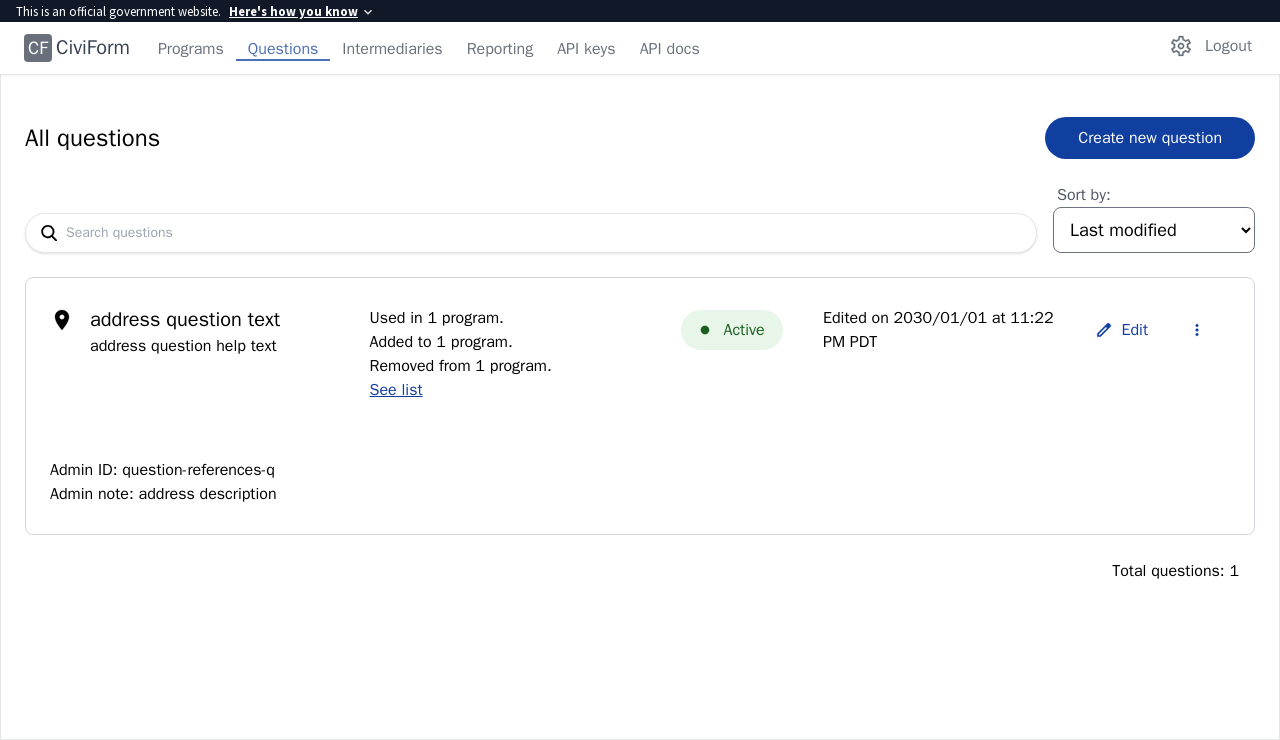 This is an official government website. Here's how you know
CF CiviForm Programs Questions Intermediaries Reporting API keys API docs Logout
All questions
Create new question
Sort by:
Search questions
Last modified
address question text
address question help text
Used in 1 program.
Added to 1 program.
Removed from 1 program.
See list
Active
Edited on 2030/01/01 at 11:22
PM PDT
Edit
Admin ID: question-references-q
Admin note: address description
Total questions: 1